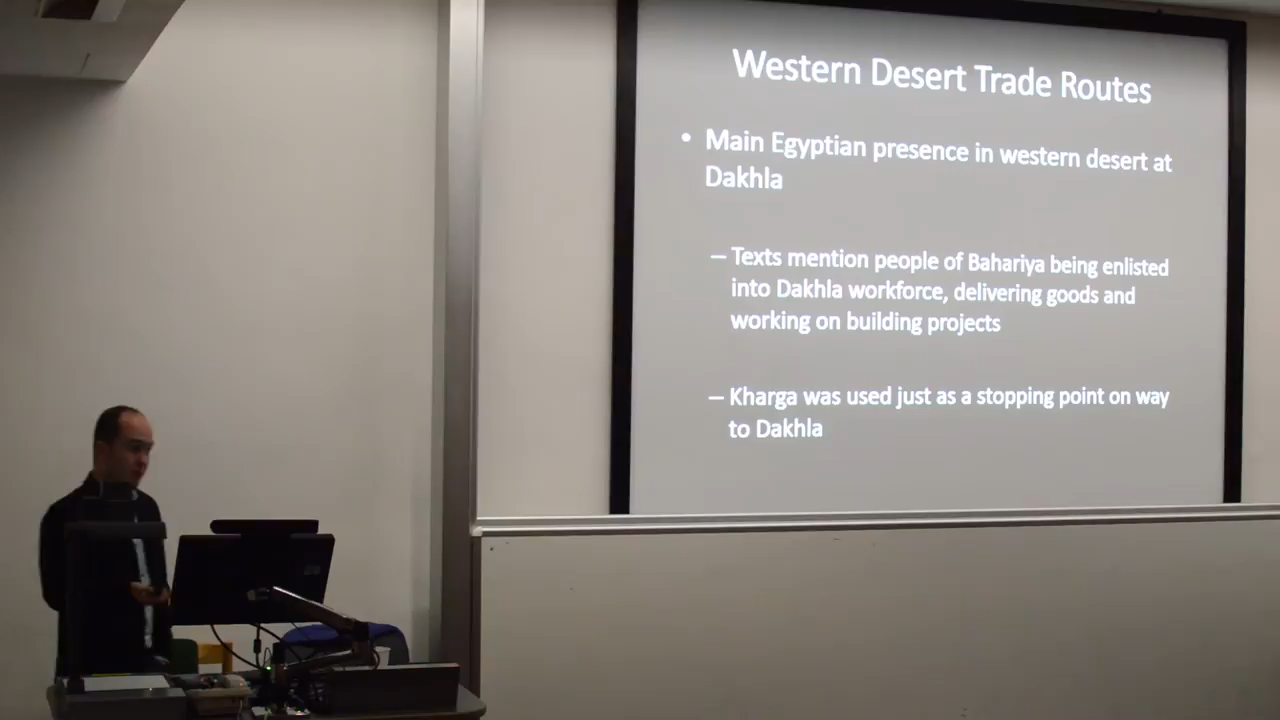 Western Desert Trade Routes
• Main Egyptian presence in western desert at
Dakhla
– Texts mention people of Bahariya being enlisted
into Dakhla workforce, delivering goods and
working on building projects
– Kharga was used just as a stopping point on way
to Dakhla